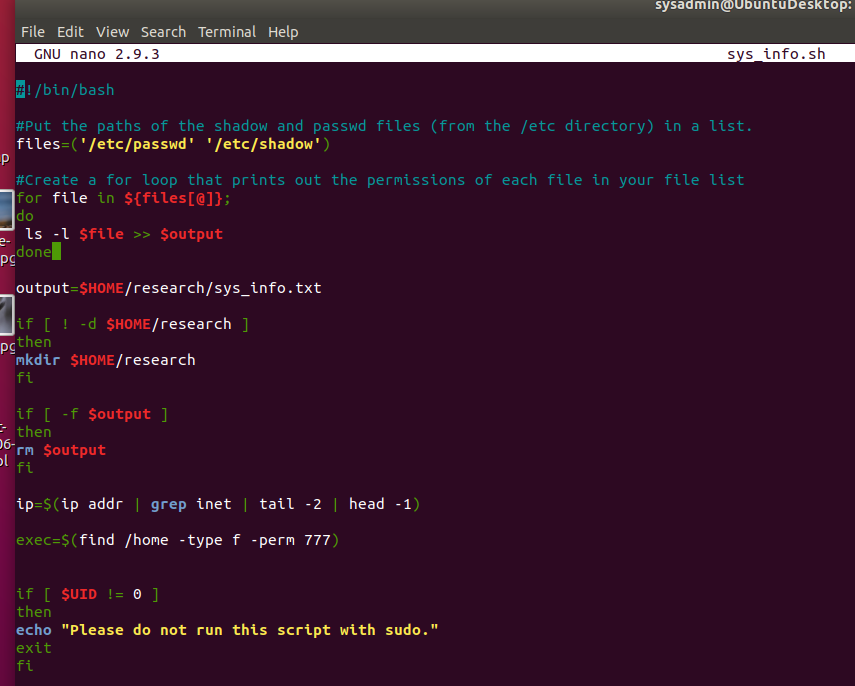 sysadmin@UbuntuDesktop:
File Edit View Search Terminal Help
GNU nano 2.9.3 sys_info.sh
#!/bin/bash
#Put the paths of the shadow and passwd files (from the /etc directory) in a list.
files=('/etc/passwd' '/etc/shadow')
#Create a for loop that prints out the permissions of each file in your file list
for file in ${files[@]};
do
ls -l $file >> $output
done
output=$HOME/research/sys_info.txt
if [ ! -d $HOME/research ]
then
mkdir $HOME/research
fi
if [ -f $output ]
then
rm $output
fi
ip=$(ip addr | grep inet | tail -2 | head -1)
exec=$(find /home -type f -perm 777)
if [ $UID != 0 ]
then
echo "Please do not run this script with sudo."
exit
fi